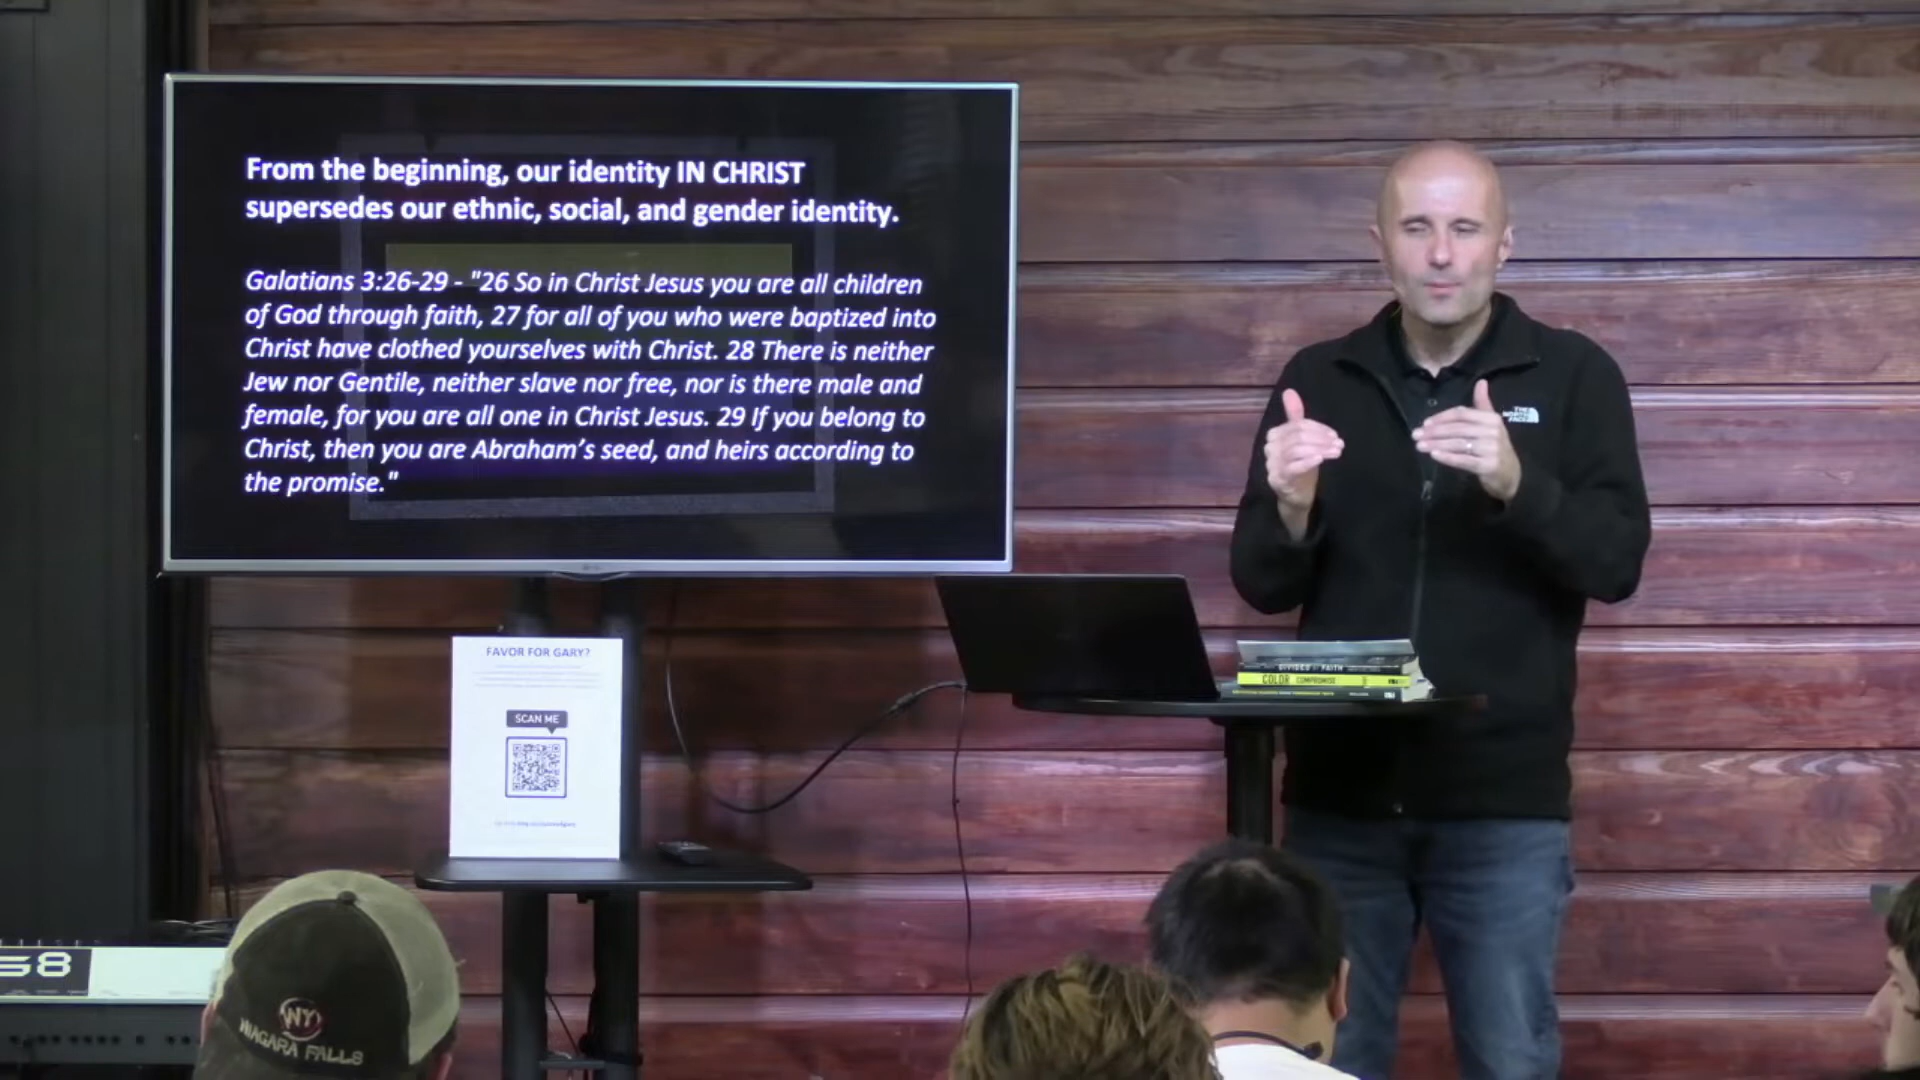 From the beginning, our identity IN CHRIST
supersedes our ethnic, social, and gender identity.
Galatians 3:26-29 - "26 So in Christ Jesus you are all children
of God through faith, 27 for all of you who were baptized into
Christ have clothed yourselves with Christ. 28 There is neither
Jew nor Gentile, neither slave nor free, nor is there male and
female, for you are all one in Christ Jesus. 29 If you belong to
Christ, then you are Abraham's seed, and heirs according to
the promise."
THE
NORTH
FACE
FAVOR FOR GARY?
SCAN ME
DIVIDED FAITH
COLOR COMPROMISE
S8
WY
NIAGARA FALLS